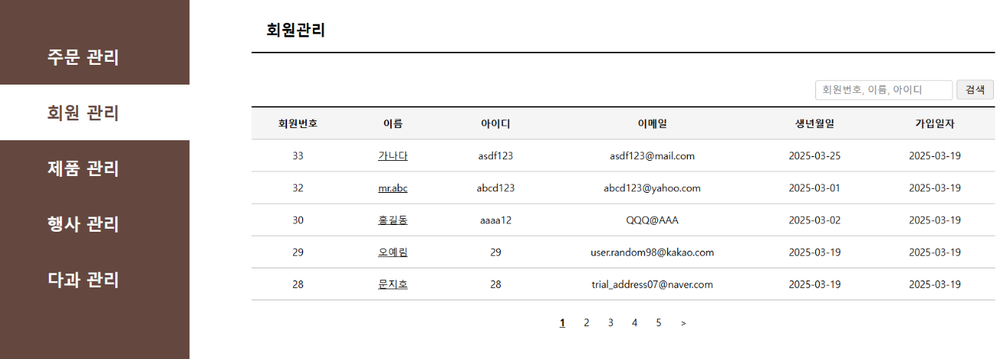 주문 관리
회원 관리
제품 관리
행사 관리
다과 관리
회원관리
회원번호, 이름, 아이디 검색
회원번호 이름 아이디 이메일 생년월일 가입일자
33 가나다 asdf123 asdf123@mail.com 2025-03-25 2025-03-19
32 mr.abc abcd123 abcd123@yahoo.com 2025-03-01 2025-03-19
30 홍길동 aaaa12 QQQ@AAA 2025-03-02 2025-03-19
29 오예림 29 user.random98@kakao.com 2025-03-19 2025-03-19
28 문지호 28 trial_address07@naver.com 2025-03-19 2025-03-19
1 2 3 4 5 >